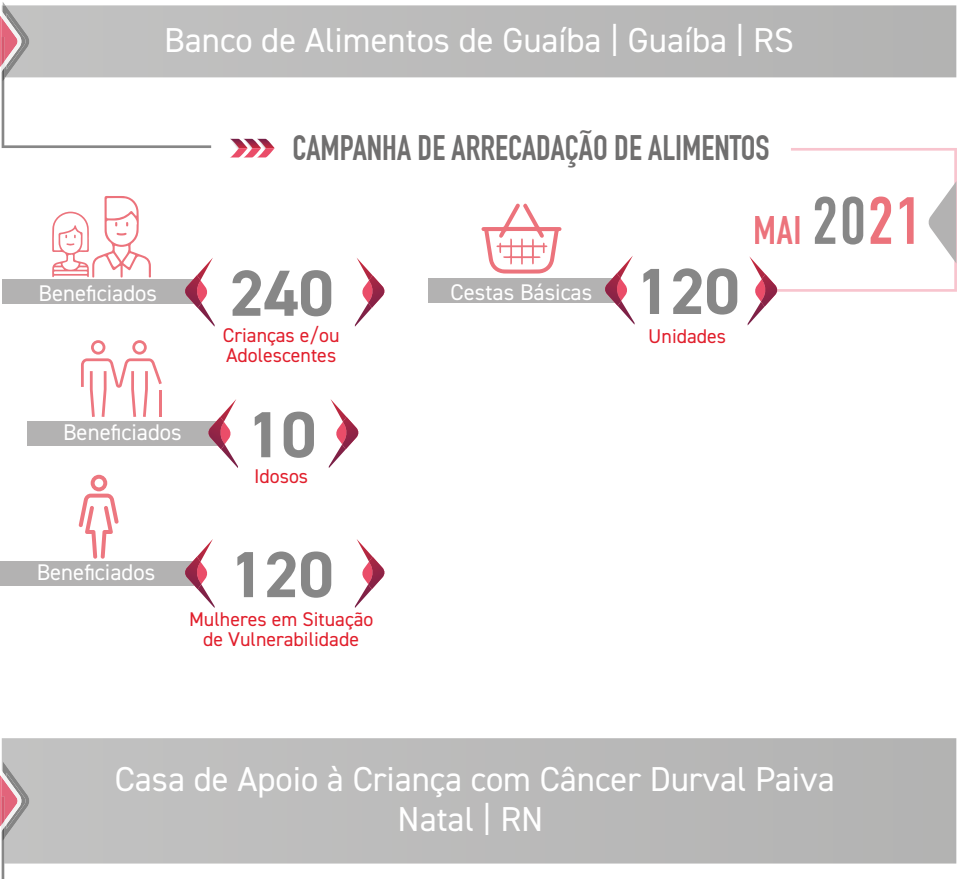 Banco de Alimentos de Guaíba | Guaíba | RS
CAMPANHA DE ARRECADAÇÃO DE ALIMENTOS
MAI 2021
Beneficiados
240
Crianças e/ou
Adolescentes
Cestas Básicas
120
Unidades
Beneficiados
10
Idosos
Beneficiados
120
Mulheres em Situação
de Vulnerabilidade
Casa de Apoio à Criança com Câncer Durval Paiva
Natal | RN